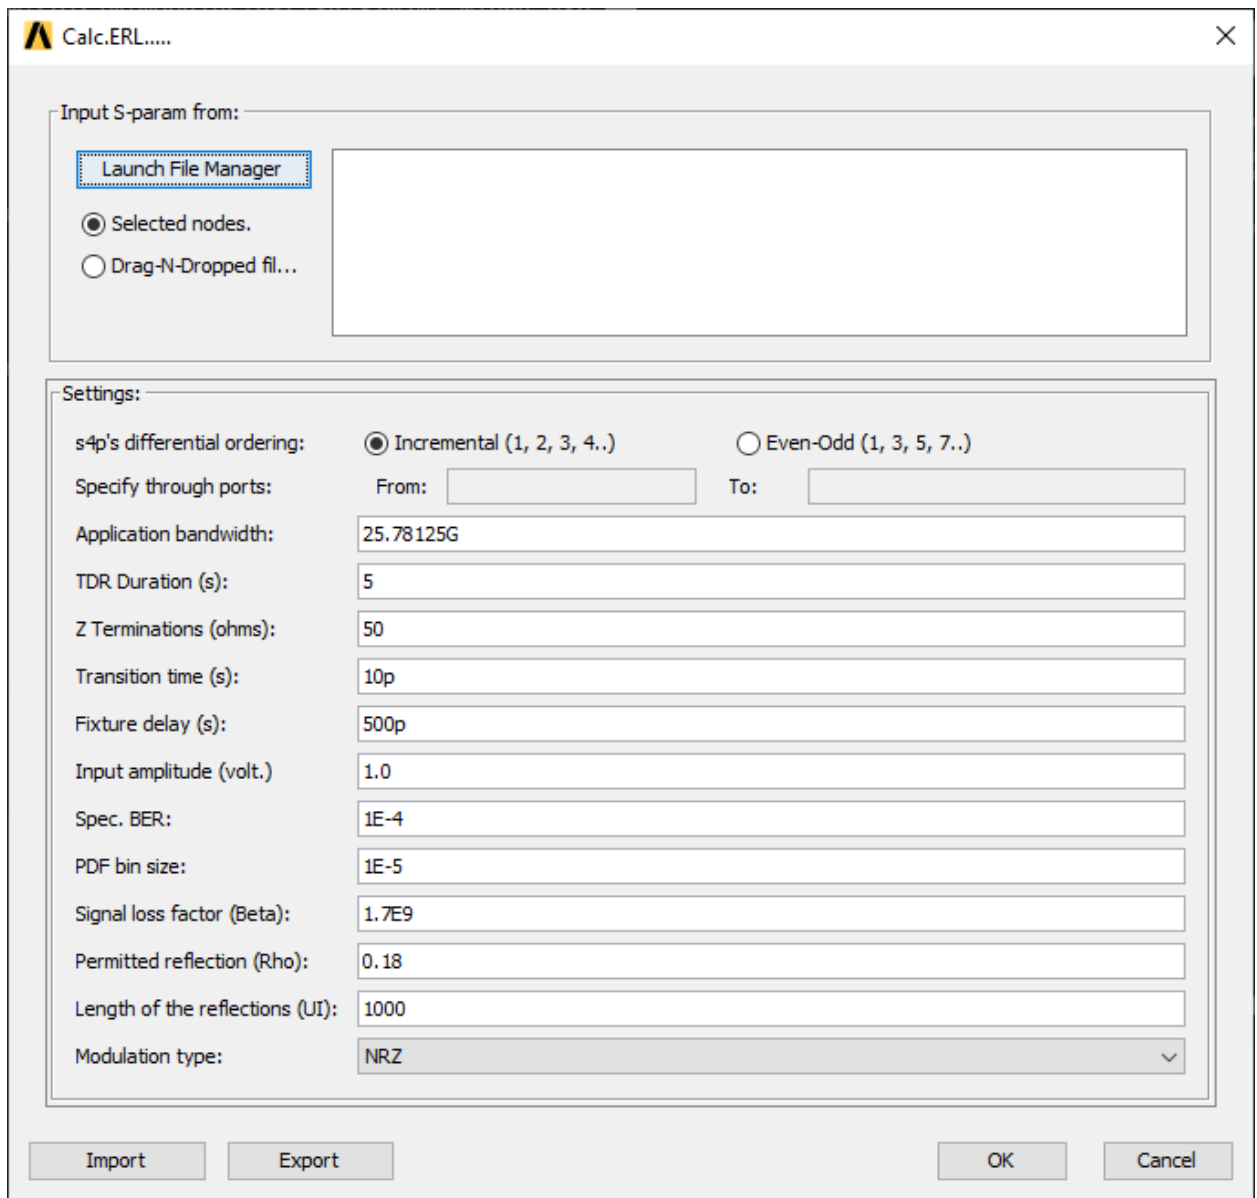 Calc.ERL.....
Input S-param from:
Launch File Manager
Selected nodes.
Drag-N-Dropped fil...
Settings:
s4p's differential ordering: Incremental (1, 2, 3, 4..) Even-Odd (1, 3, 5, 7..)
Specify through ports: From: To:
Application bandwidth: 25.78125G
TDR Duration (s): 5
Z Terminations (ohms): 50
Transition time (s): 10p
Fixture delay (s): 500p
Input amplitude (volt.) 1.0
Spec. BER: 1E-4
PDF bin size: 1E-5
Signal loss factor (Beta): 1.7E9
Permitted reflection (Rho): 0.18
Length of the reflections (UI): 1000
Modulation type: NRZ
Import Export OK Cancel